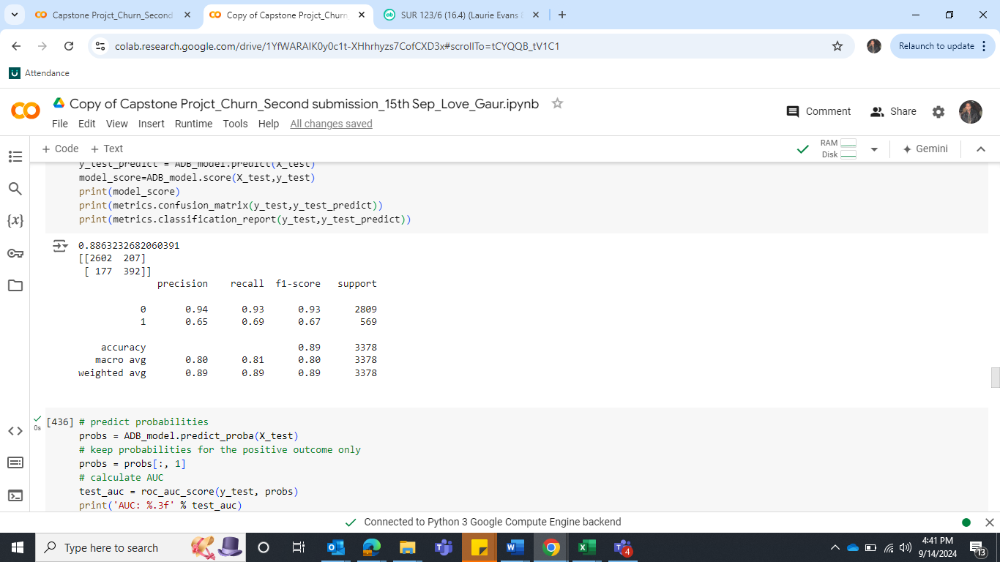 Capstone Projct_Churn_Second
Copy of Capstone Projct_Churn
SUR 123/6 (16.4) (Laurie Evans
colab.research.google.com/drive/1YfWARAIK0y0c1t-XHhrhyzs7CofCXD3x#scrollTo=tCYQQB_tV1C1
Relaunch to update
Attendance
Copy of Capstone Projct_Churn_Second submission_15th Sep_Love_Gaur.ipynb
Comment
Share
File Edit View Insert Runtime Tools Help All changes saved
+ Code + Text
RAM
Disk
Gemini
y_test_predict = ADB_model.predict(X_test)
model_score=ADB_model.score(X_test,y_test)
print(model_score)
print(metrics.confusion_matrix(y_test,y_test_predict))
print(metrics.classification_report(y_test,y_test_predict))
0.8863232682060391
[[2602 207]
[ 177 392]]
precision recall f1-score support
0 0.94 0.93 0.93 2809
1 0.65 0.69 0.67 569
accuracy 0.89 3378
macro avg 0.80 0.81 0.80 3378
weighted avg 0.89 0.89 0.89 3378
0s
[436] # predict probabilities
probs = ADB_model.predict_proba(X_test)
# keep probabilities for the positive outcome only
probs = probs[:, 1]
# calculate AUC
test_auc = roc_auc_score(y_test, probs)
print('AUC: %.3f' % test_auc)
Connected to Python 3 Google Compute Engine backend
Type here to search
4
4:41 PM
9/14/2024
13